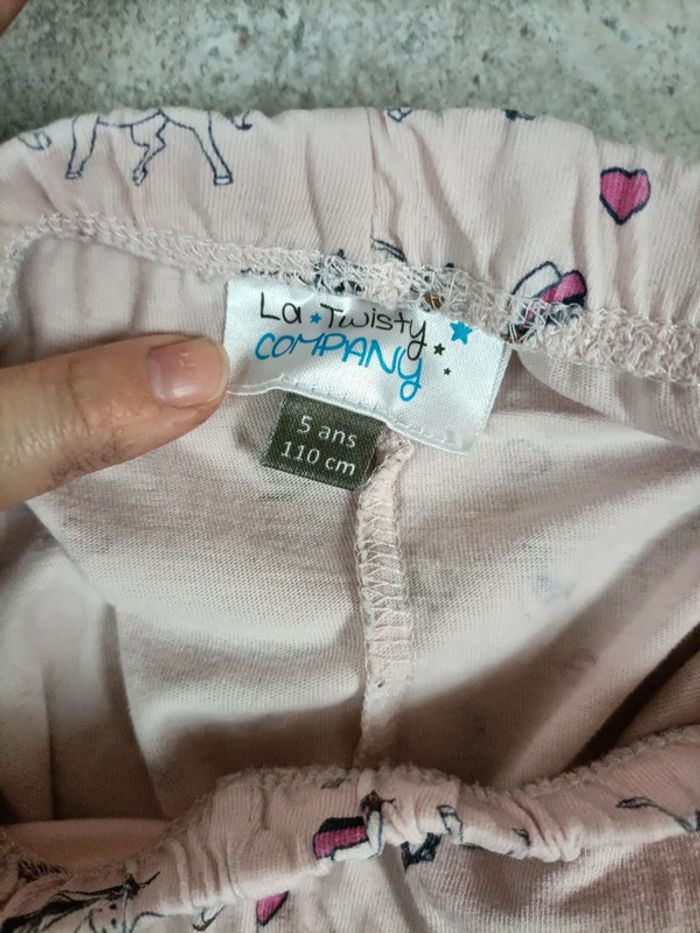 La Twisty
COMPANY
5 ans
110 cm